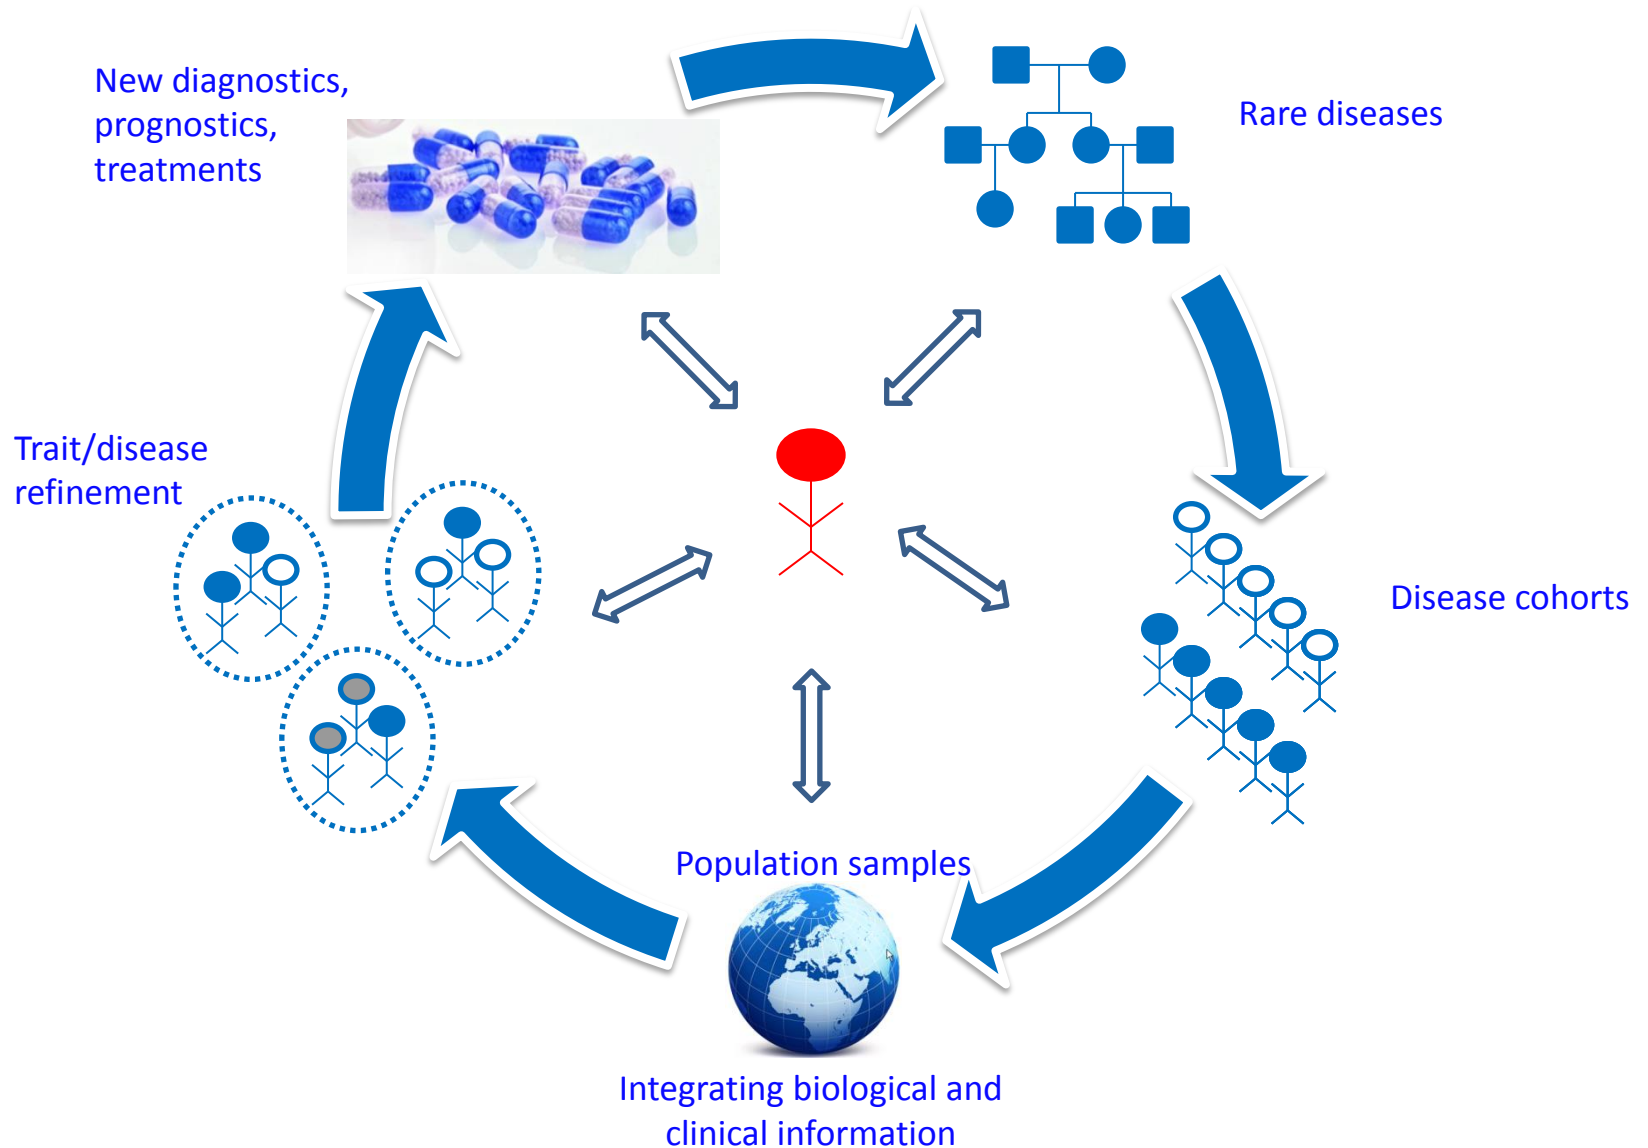 New diagnostics,
prognostics,
treatments
Rare diseases
Trait/disease
refinement
Disease cohorts
Population samples
Integrating biological and
clinical information